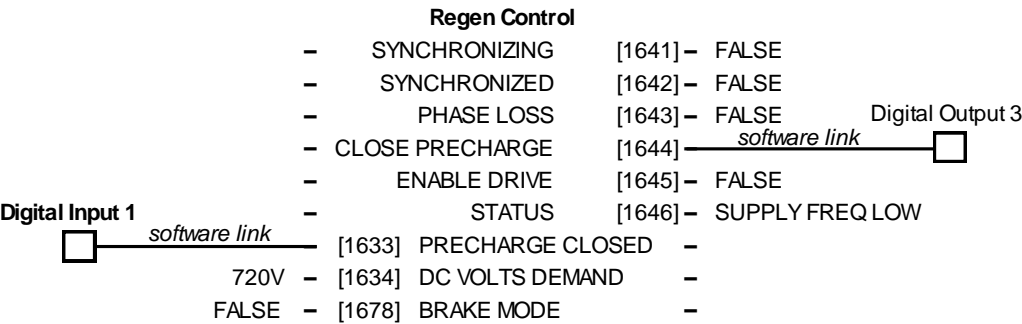 Regen Control
SYNCHRONIZING [1641] FALSE
SYNCHRONIZED [1642] FALSE
PHASE LOSS [1643] FALSE Digital Output 3
CLOSE PRECHARGE [1644] software link
ENABLE DRIVE [1645] FALSE
Digital Input 1 STATUS [1646] SUPPLY FREQ LOW
software link [1633] PRECHARGE CLOSED
720V [1634] DC VOLTS DEMAND
FALSE [1678] BRAKE MODE